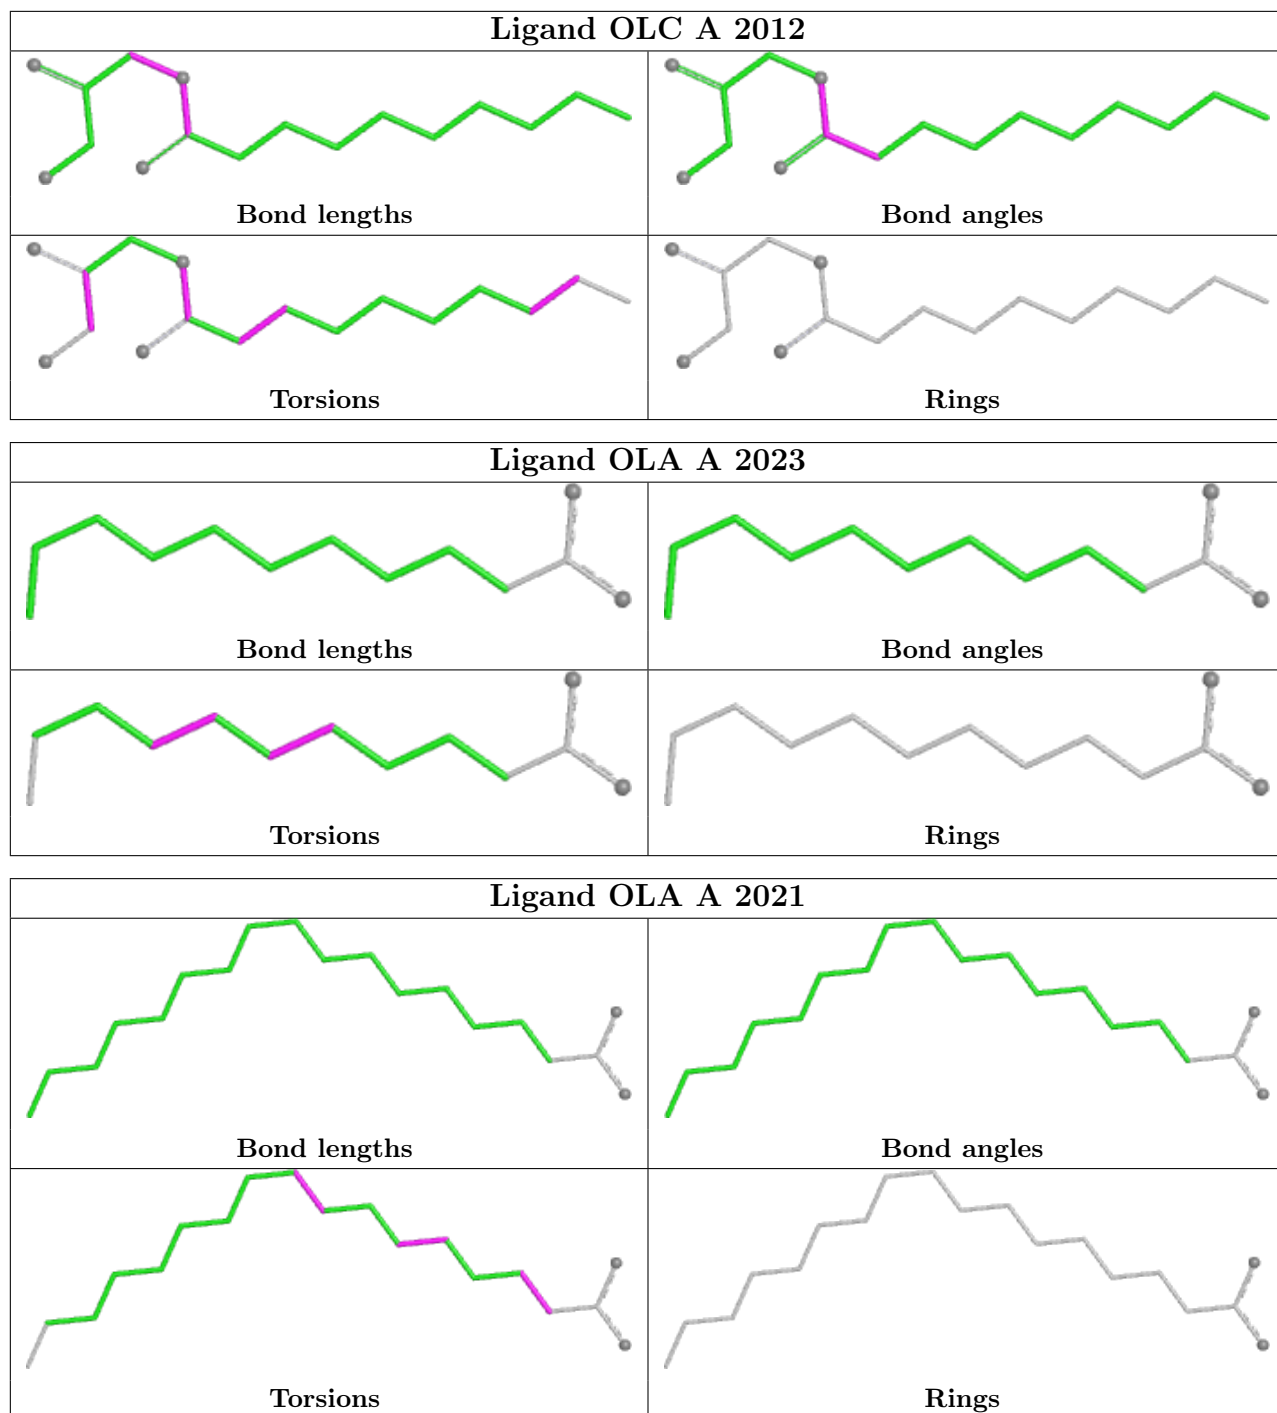 Ligand OLC A 2012
Bond lengths
Bond angles
Torsions
Rings
Ligand OLA A 2023
Bond lengths
Bond angles
Torsions
Rings
Ligand OLA A 2021
Bond lengths
Bond angles
Torsions
Rings